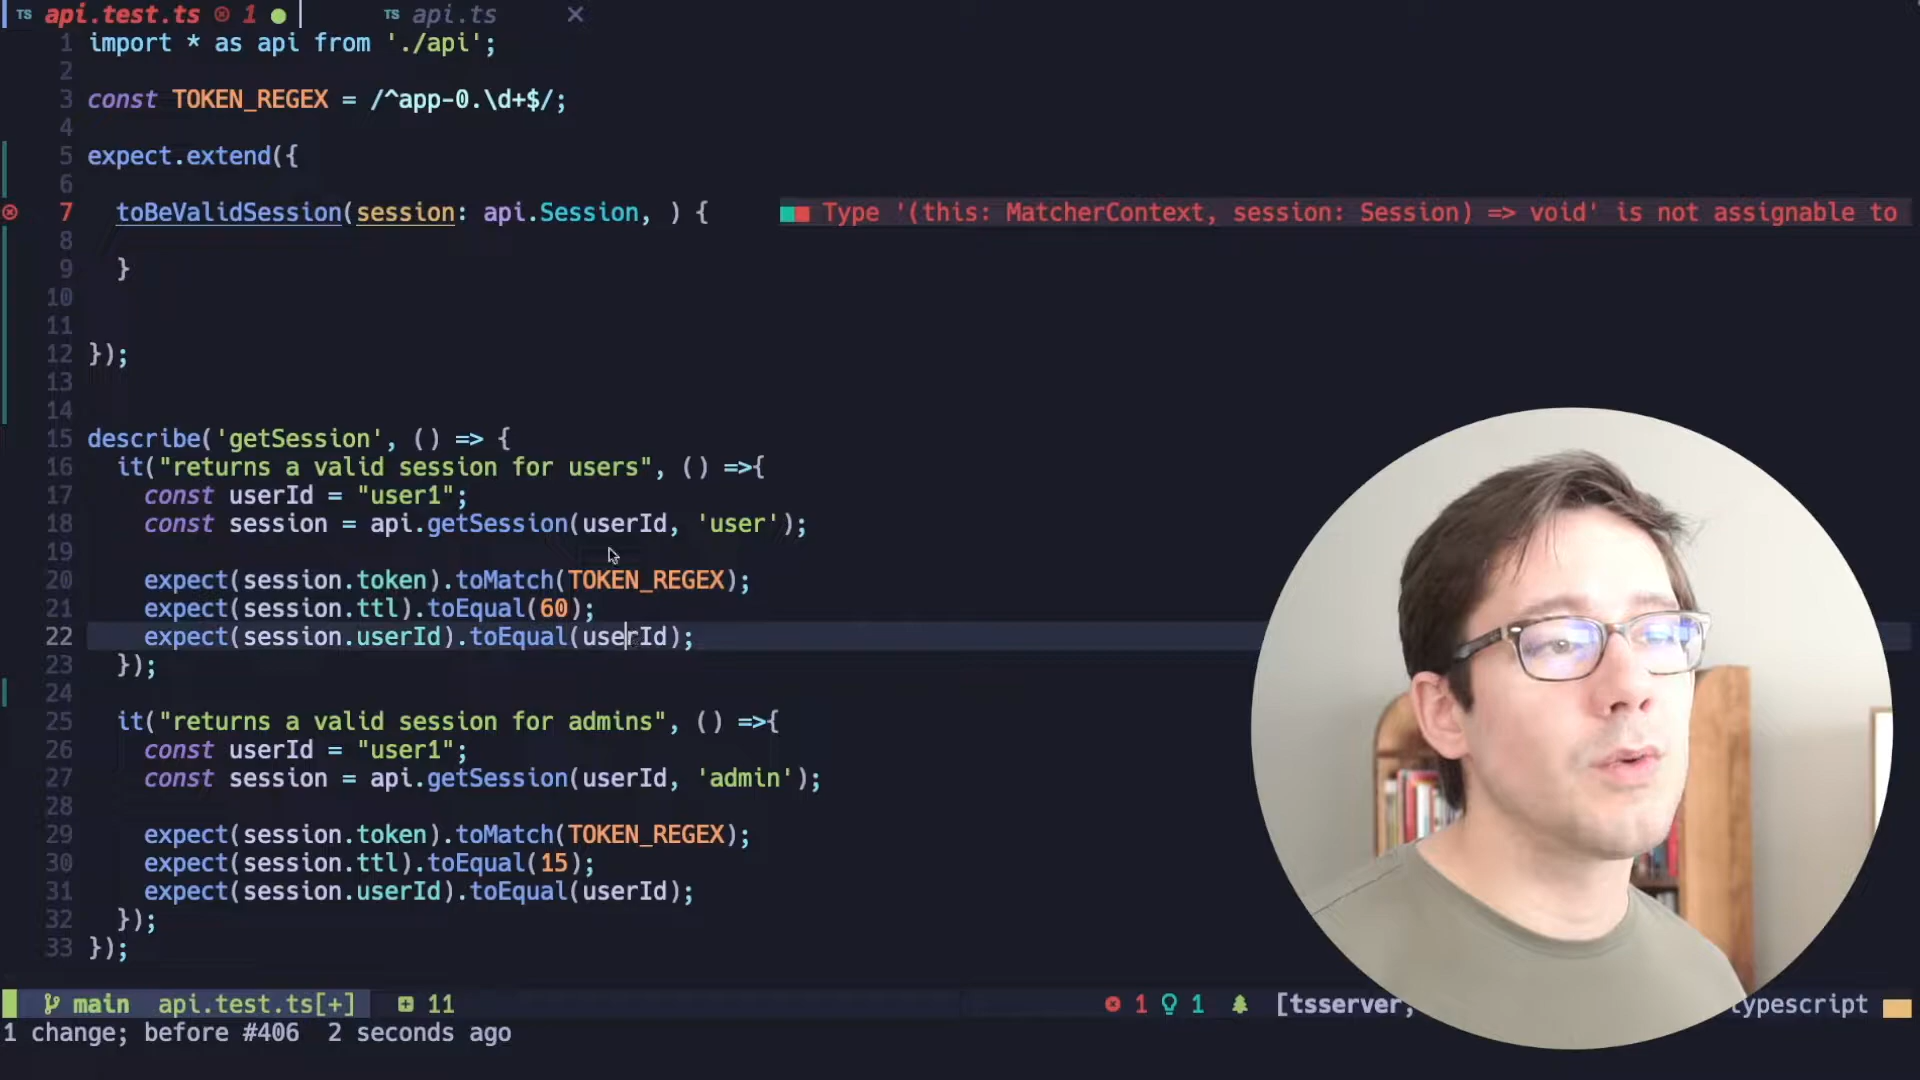 TS api.test.ts 1 TS api.ts
1 import * as api from './api';
2
3 const TOKEN_REGEX = /^app-0.\d+$/;
4
5 expect.extend({
6
7 toBeValidSession(session: api.Session, ) { Type '(this: MatcherContext, session: Session) => void' is not assignable to
8
9 }
10
11
12 });
13
14
15 describe('getSession', () => {
16 it("returns a valid session for users", () =>{
17 const userId = "user1";
18 const session = api.getSession(userId, 'user');
19
20 expect(session.token).toMatch(TOKEN_REGEX);
21 expect(session.ttl).toEqual(60);
22 expect(session.userId).toEqual(userId);
23 });
24
25 it("returns a valid session for admins", () =>{
26 const userId = "user1";
27 const session = api.getSession(userId, 'admin');
28
29 expect(session.token).toMatch(TOKEN_REGEX);
30 expect(session.ttl).toEqual(15);
31 expect(session.userId).toEqual(userId);
32 });
33 });
main api.test.ts[+] 11 1 1 [tsserver, typescript
1 change; before #406 2 seconds ago